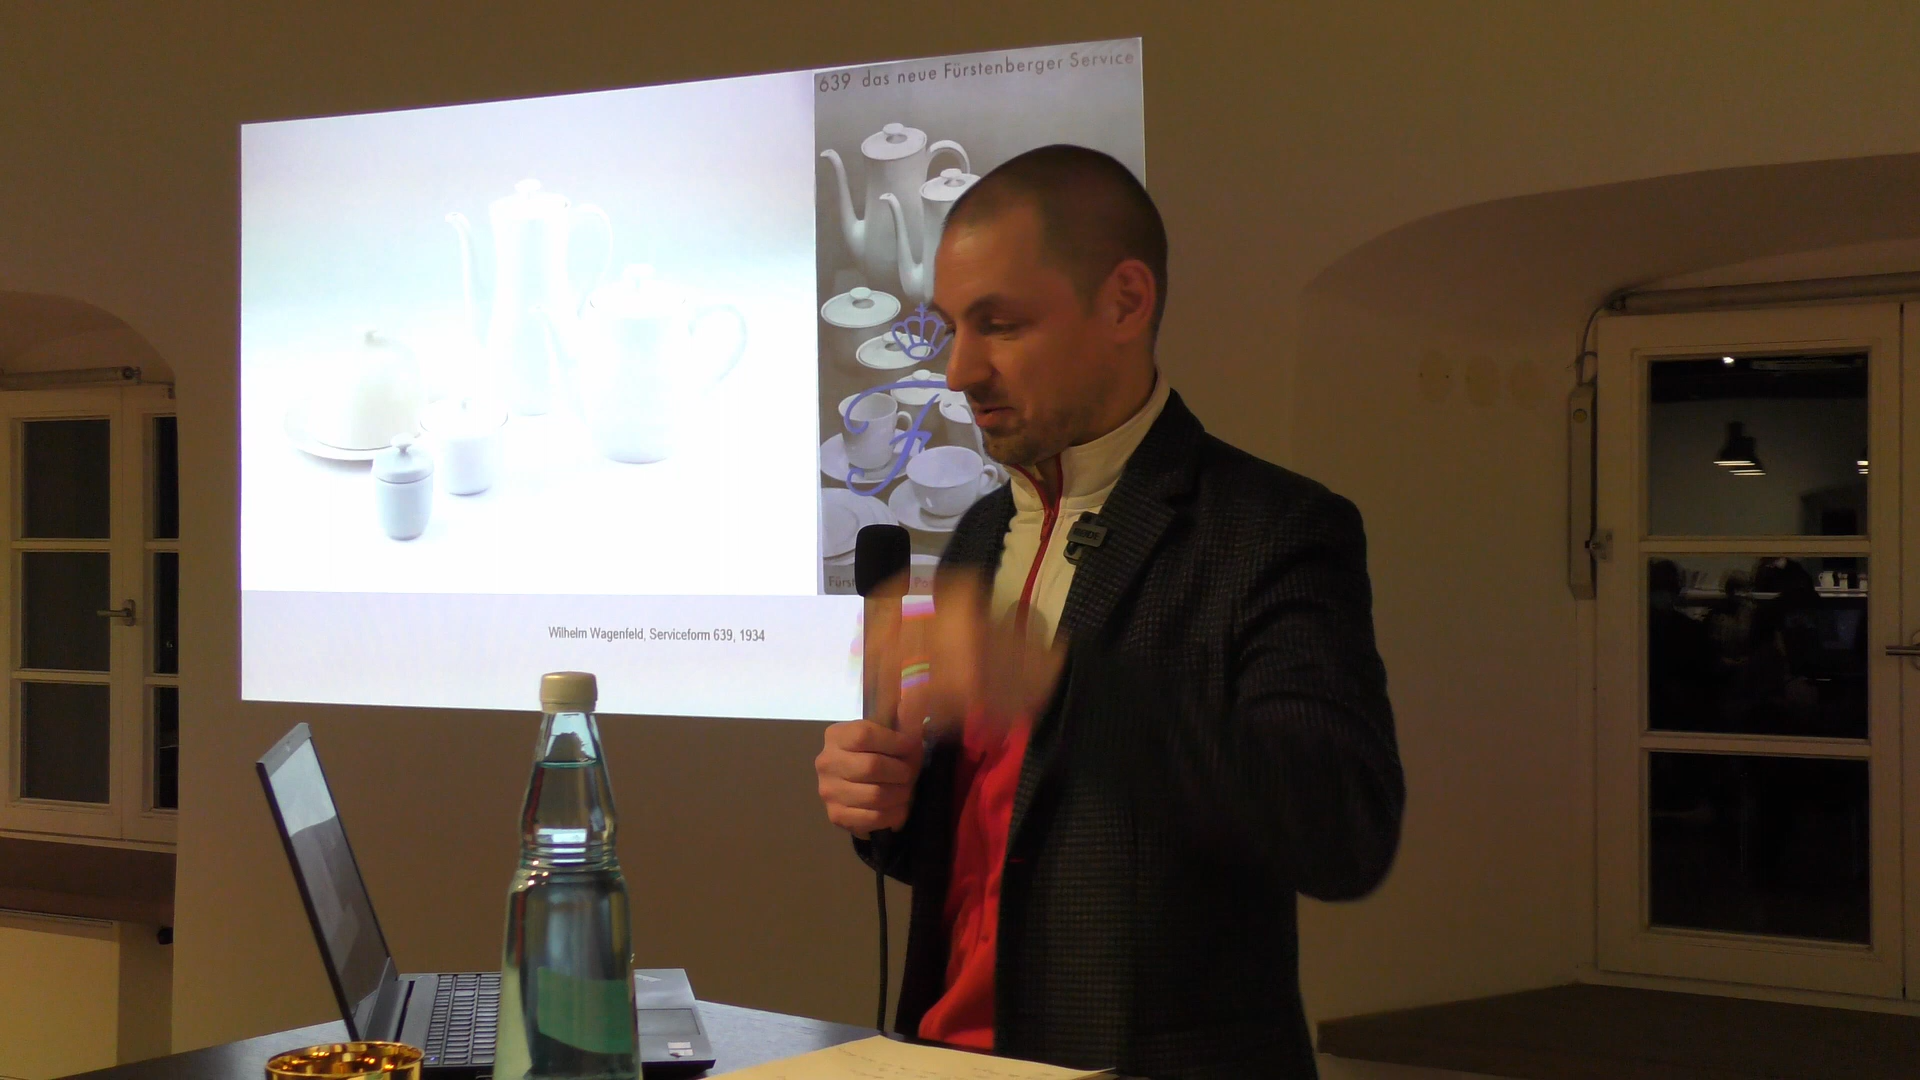 639 das neue Fürstenberger Service
F
Wilhelm Wagenfeld, Serviceform 639, 1934